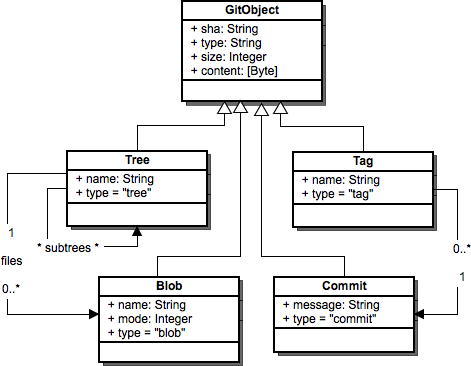 GitObject
+ sha: String
+ type: String
+ size: Integer
+ content: [Byte]
Tree
+ name: String
+ type = "tree"
Tag
+ name: String
+ type = "tag"
1
* subtrees *
files
0..*
0..*
1
Blob
+ name: String
+ mode: Integer
+ type = "blob"
Commit
+ message: String
+ type = "commit"